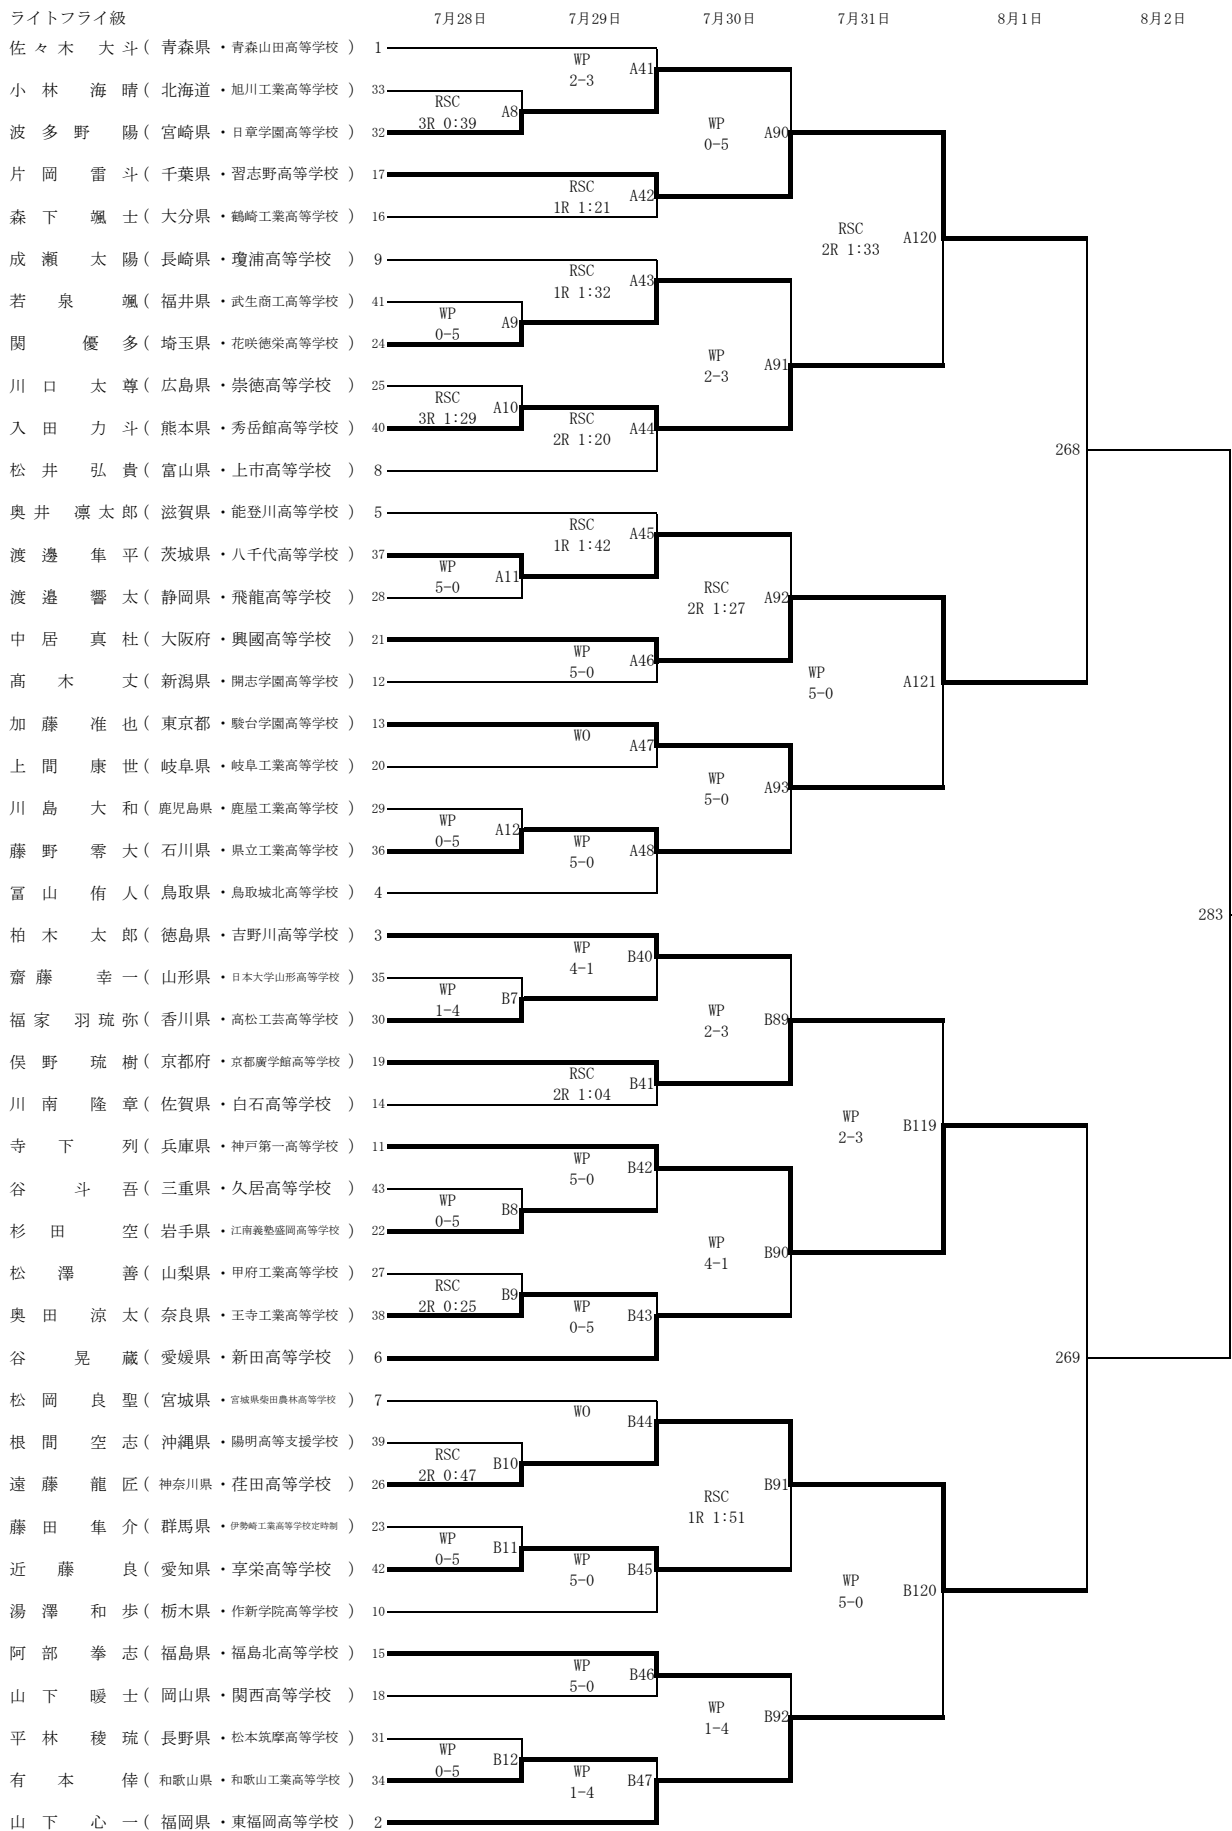 ライトフライ級 7月28日 7月29日 7月30日 7月31日 8月1日 8月2日
佐々木 大斗 ( 青森県 ・ 青森山田高等学校 ) 1
WP 2-3 A41
小林 海晴 ( 北海道 ・ 旭川工業高等学校 ) 33
RSC 3R 0:39 A8
波多野 陽 ( 宮崎県 ・ 日章学園高等学校 ) 32
WP 0-5 A90
片岡 雷斗 ( 千葉県 ・ 習志野高等学校 ) 17
RSC 1R 1:21 A42
森下 颯士 ( 大分県 ・ 鶴崎工業高等学校 ) 16
RSC 2R 1:33 A120
成瀬 太陽 ( 長崎県 ・ 瓊浦高等学校 ) 9
RSC 1R 1:32 A43
若泉 颯 ( 福井県 ・ 武生商工高等学校 ) 41
WP 0-5 A9
関 優多 ( 埼玉県 ・ 花咲徳栄高等学校 ) 24
WP 2-3 A91
川口 太尊 ( 広島県 ・ 崇徳高等学校 ) 25
RSC 3R 1:29 A10
入田 力斗 ( 熊本県 ・ 秀岳館高等学校 ) 40
RSC 2R 1:20 A44
268
松井 弘貴 ( 富山県 ・ 上市高等学校 ) 8
奥井 凛太郎 ( 滋賀県 ・ 能登川高等学校 ) 5
RSC 1R 1:42 A45
渡邊 隼平 ( 茨城県 ・ 八千代高等学校 ) 37
WP 5-0 A11
渡邉 響太 ( 静岡県 ・ 飛龍高等学校 ) 28
RSC 2R 1:27 A92
中居 真杜 ( 大阪府 ・ 興國高等学校 ) 21
WP 5-0 A46
髙木 丈 ( 新潟県 ・ 開志学園高等学校 ) 12
WP 5-0 A121
加藤 准也 ( 東京都 ・ 駿台学園高等学校 ) 13
WO A47
上間 康世 ( 岐阜県 ・ 岐阜工業高等学校 ) 20
WP 5-0 A93
川島 大和 ( 鹿児島県 ・ 鹿屋工業高等学校 ) 29
WP 0-5 A12
藤野 零大 ( 石川県 ・ 県立工業高等学校 ) 36
WP 5-0 A48
冨山 侑人 ( 鳥取県 ・ 鳥取城北高等学校 ) 4
283
柏木 太郎 ( 徳島県 ・ 吉野川高等学校 ) 3
WP 4-1 B40
齋藤 幸一 ( 山形県 ・ 日本大学山形高等学校 ) 35
WP 1-4 B7
福家 羽琉弥 ( 香川県 ・ 高松工芸高等学校 ) 30
WP 2-3 B89
俣野 琉樹 ( 京都府 ・ 京都廣学館高等学校 ) 19
RSC 2R 1:04 B41
川南 隆章 ( 佐賀県 ・ 白石高等学校 ) 14
WP 2-3 B119
寺下 列 ( 兵庫県 ・ 神戸第一高等学校 ) 11
WP 5-0 B42
谷 斗吾 ( 三重県 ・ 久居高等学校 ) 43
WP 0-5 B8
杉田 空 ( 岩手県 ・ 江南義塾盛岡高等学校 ) 22
WP 4-1 B90
松澤 善 ( 山梨県 ・ 甲府工業高等学校 ) 27
RSC 2R 0:25 B9
奥田 涼太 ( 奈良県 ・ 王寺工業高等学校 ) 38
WP 0-5 B43
谷 晃蔵 ( 愛媛県 ・ 新田高等学校 ) 6
269
松岡 良聖 ( 宮城県 ・ 宮城県柴田農林高等学校 ) 7
WO B44
根間 空志 ( 沖縄県 ・ 陽明高等支援学校 ) 39
RSC 2R 0:47 B10
遠藤 龍匠 ( 神奈川県 ・ 荏田高等学校 ) 26
RSC 1R 1:51 B91
藤田 隼介 ( 群馬県 ・ 伊勢崎工業高等学校定時制 ) 23
WP 0-5 B11
近藤 良 ( 愛知県 ・ 享栄高等学校 ) 42
WP 5-0 B45
WP 5-0 B120
湯澤 和歩 ( 栃木県 ・ 作新学院高等学校 ) 10
阿部 拳志 ( 福島県 ・ 福島北高等学校 ) 15
WP 5-0 B46
山下 暖士 ( 岡山県 ・ 関西高等学校 ) 18
WP 1-4 B92
平林 稜琉 ( 長野県 ・ 松本筑摩高等学校 ) 31
WP 0-5 B12
有本 倖 ( 和歌山県 ・ 和歌山工業高等学校 ) 34
WP 1-4 B47
山下 心一 ( 福岡県 ・ 東福岡高等学校 ) 2